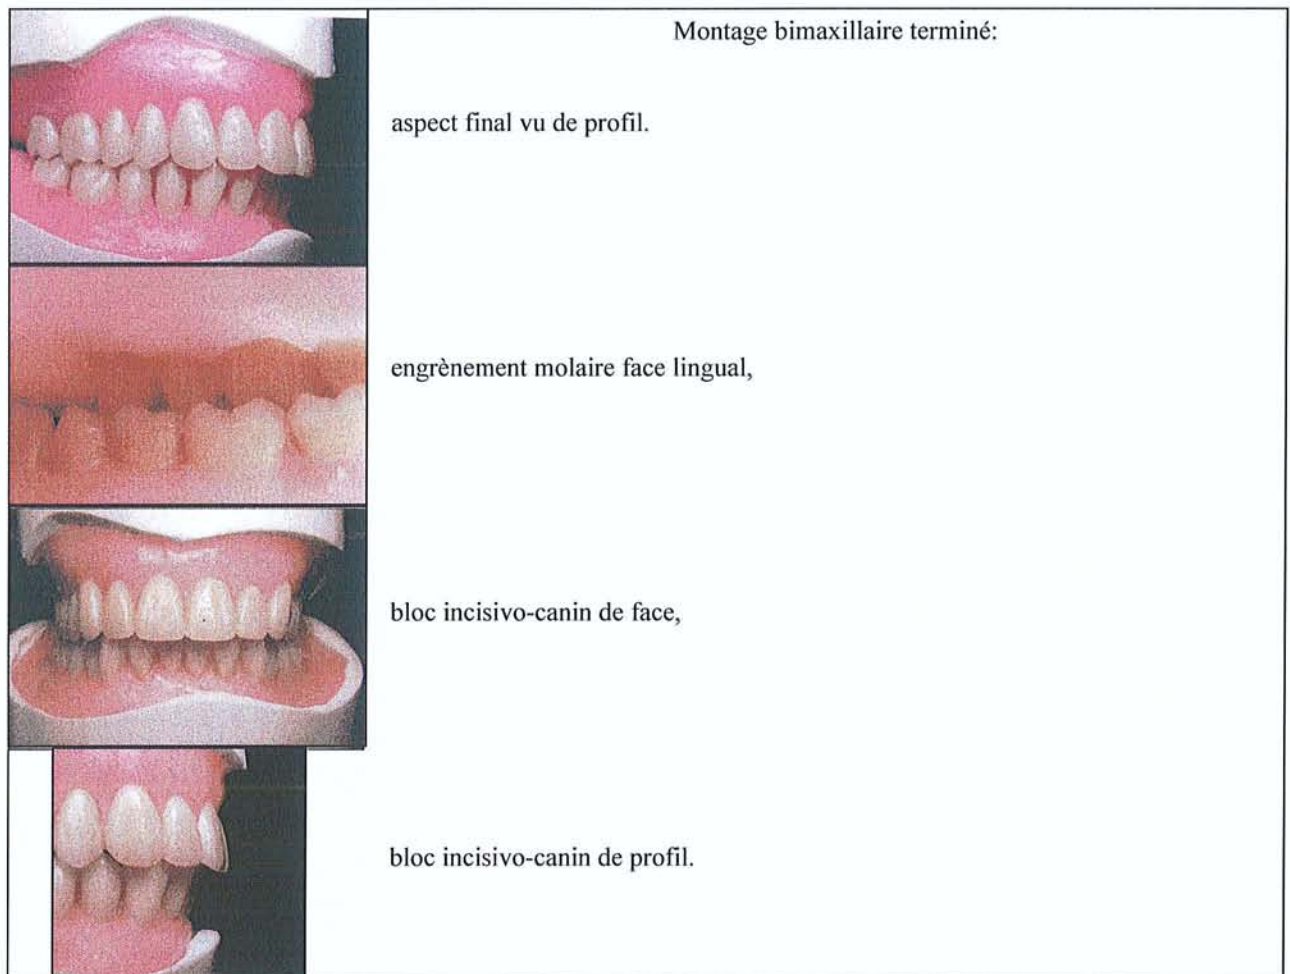 Montage bimaxillaire terminé:
aspect final vu de profil.
engrènement molaire face lingual,
bloc incisivo-canin de face,
bloc incisivo-canin de profil.